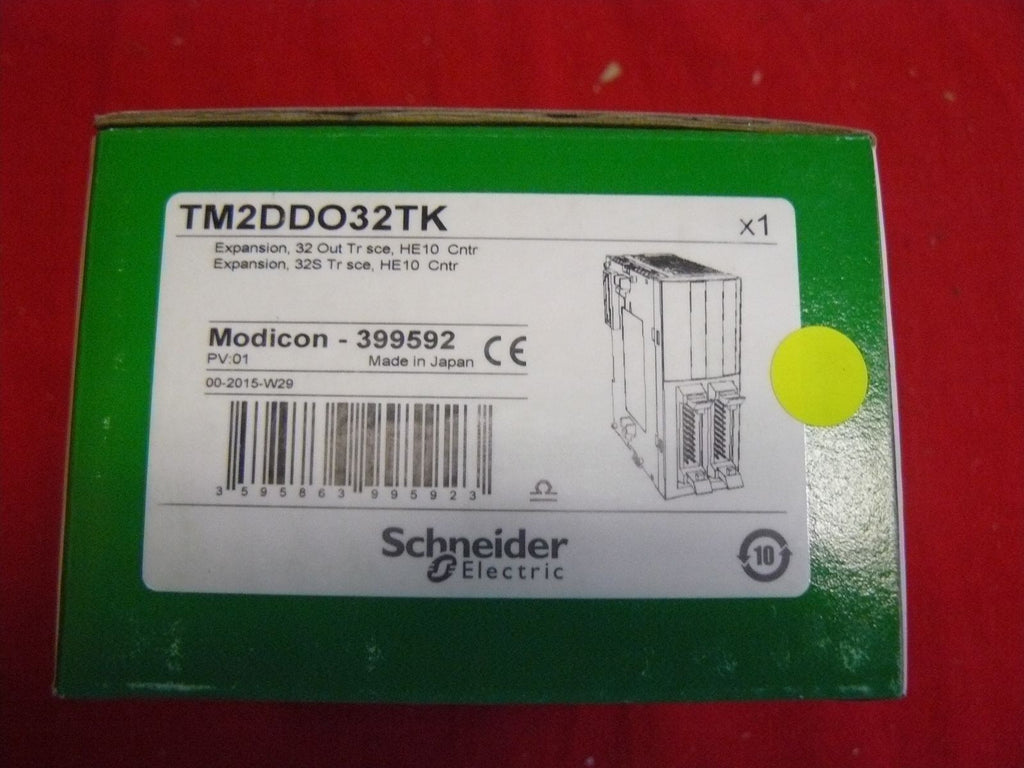 TM2DDO32TK
x1
Expansion, 32 Out Tr sce, HE10 Cntr
Expansion, 32S Tr sce, HE10 Cntr
Modicon - 399592
PV:01 Made in Japan
CE
00-2015-W29
3 595863 995923
Schneider
Electric
10